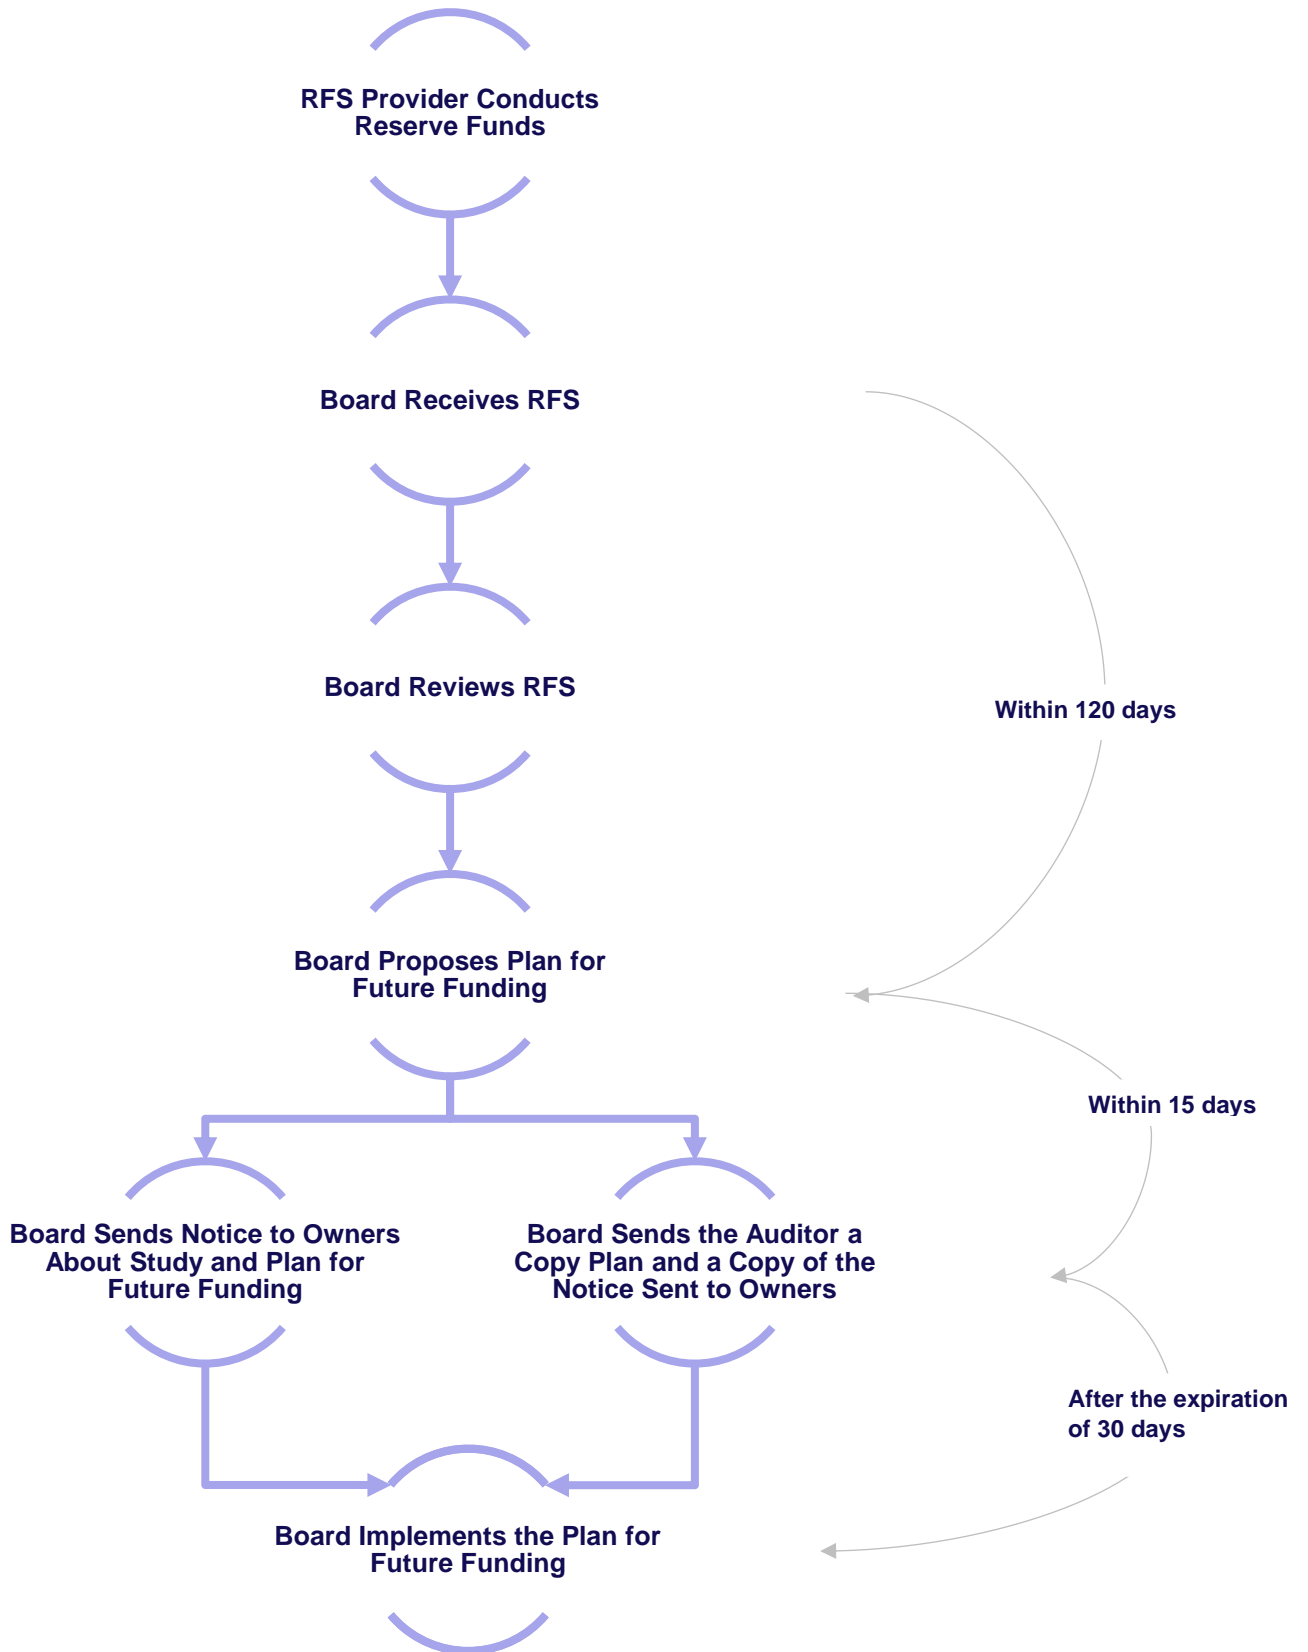 RFS Provider Conducts
Reserve Funds
Board Receives RFS
Board Reviews RFS
Within 120 days
Board Proposes Plan for
Future Funding
Within 15 days
Board Sends Notice to Owners
About Study and Plan for
Future Funding
Board Sends the Auditor a
Copy Plan and a Copy of the
Notice Sent to Owners
After the expiration
of 30 days
Board Implements the Plan for
Future Funding